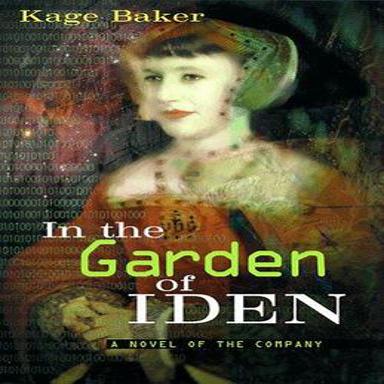 Kage Baker
In the
Garden
of
IDEN
A NOVEL OF THE COMPANY